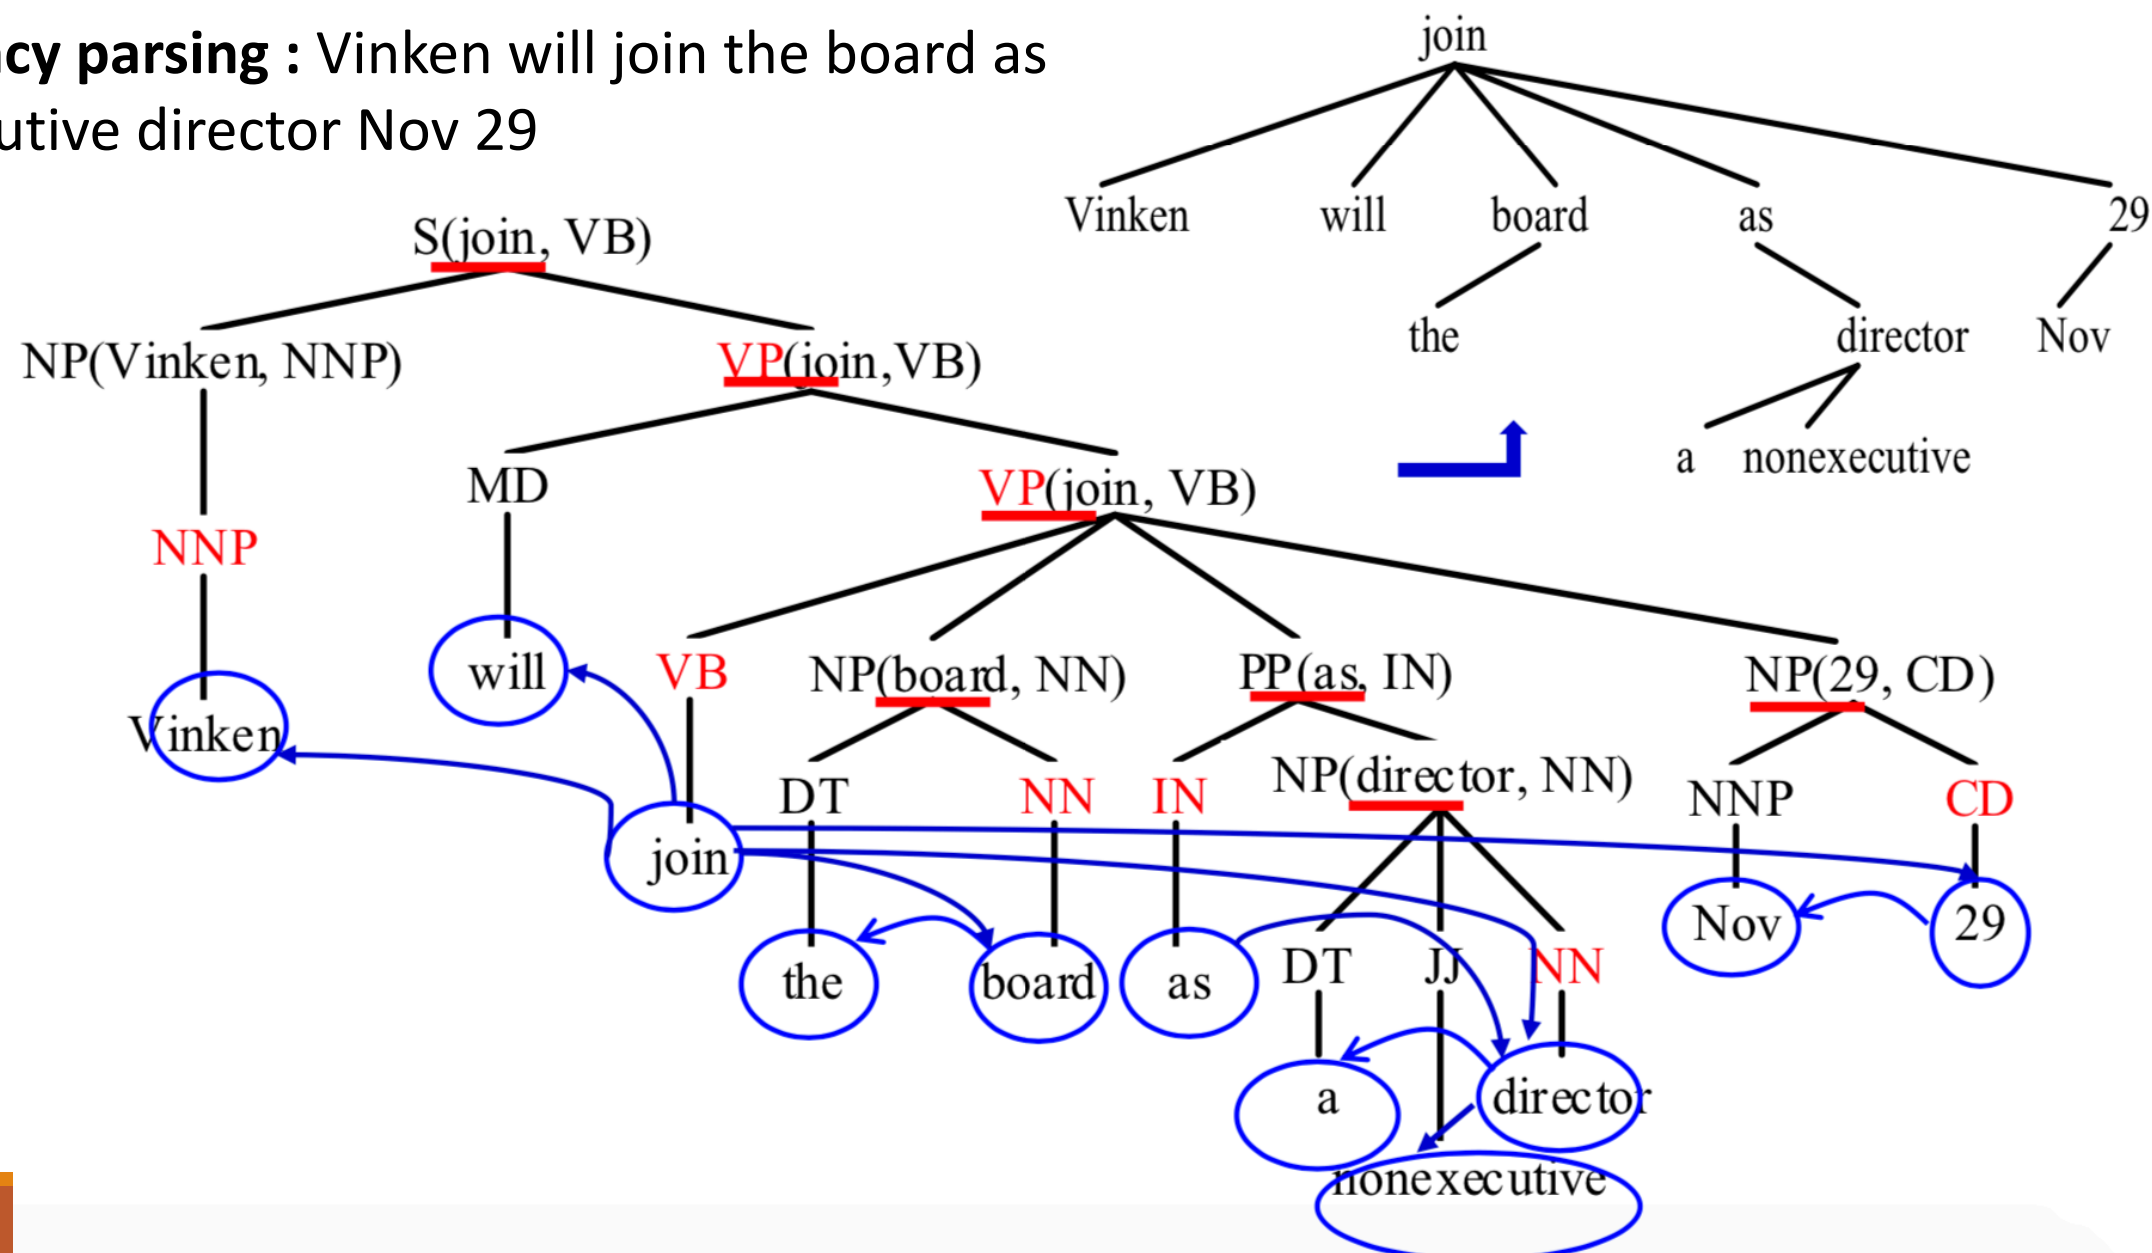 cy parsing : Vinken will join the board as
utive director Nov 29
join
Vinken will board as 29
the director Nov
a nonexecutive
S(join, VB)
NP(Vinken, NNP) VP(join,VB)
MD VP(join, VB)
NNP
will VB NP(board, NN) PP(as, IN) NP(29, CD)
Vinken
DT NN IN NP(director, NN) NNP CD
join
Nov 29
the board as DT JJ NN
a director
nonexecutive